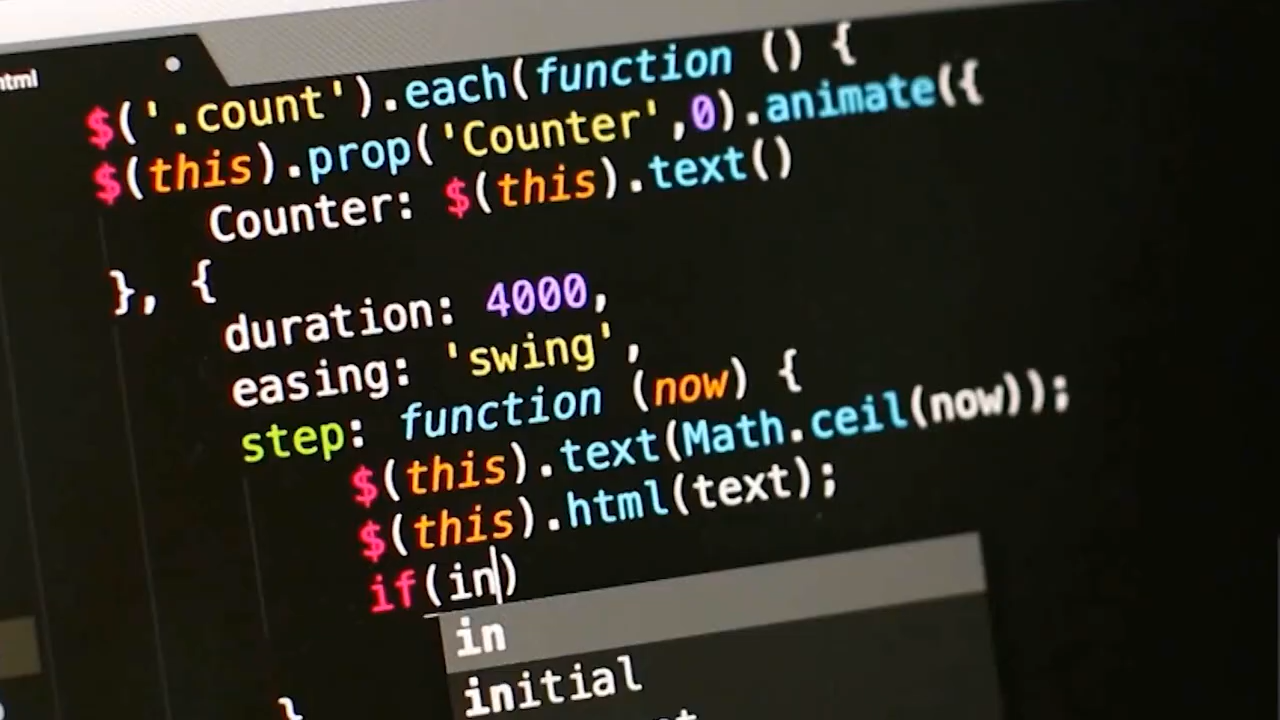 html
$('.count').each(function () {
$(this).prop('Counter',0).animate({
Counter: $(this).text()
}, {
duration: 4000,
easing: 'swing',
step: function (now) {
$(this).text(Math.ceil(now));
$(this).html(text);
if(in)
in
initial
}